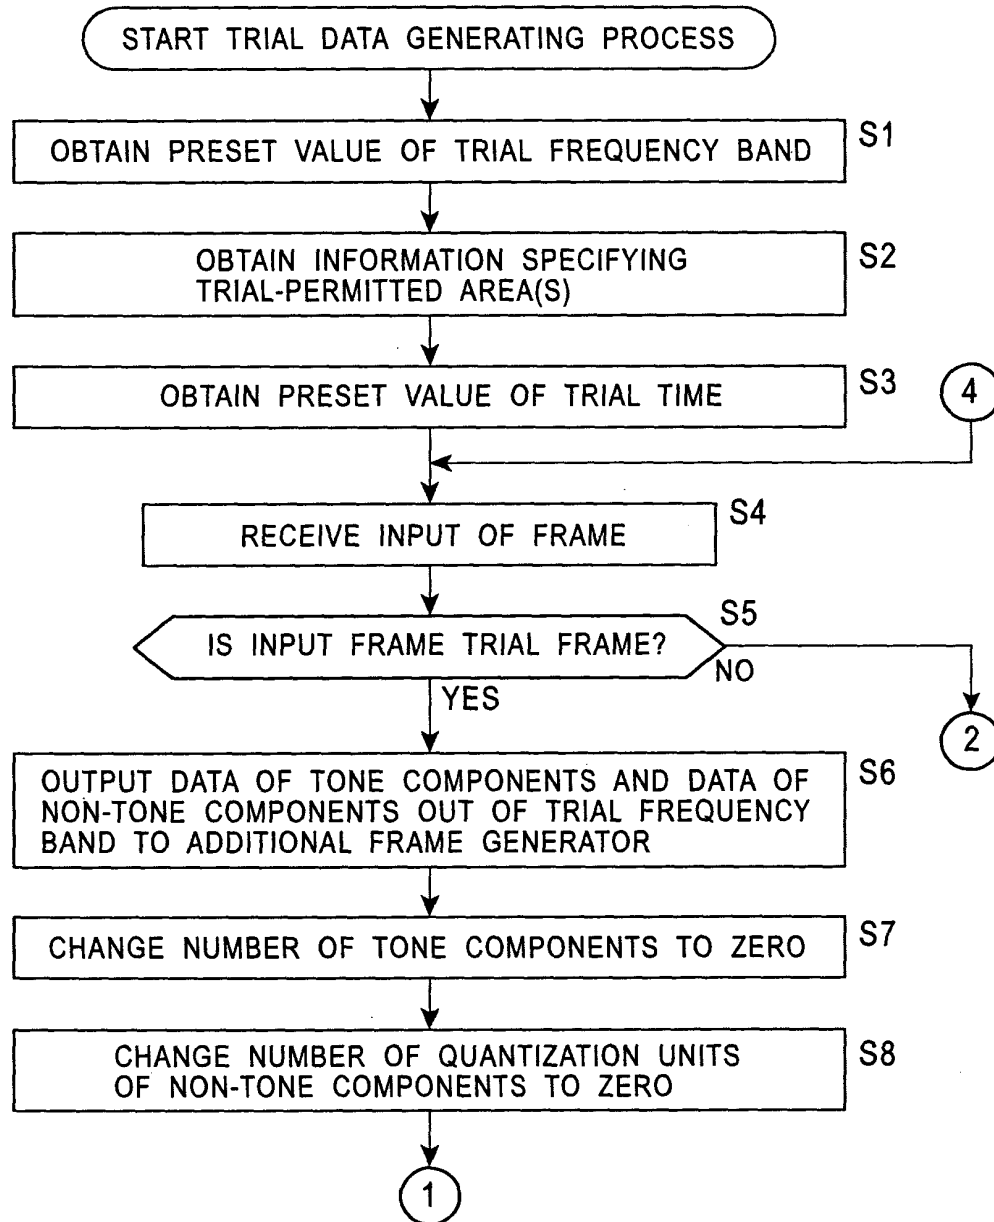 START TRIAL DATA GENERATING PROCESS
S1
OBTAIN PRESET VALUE OF TRIAL FREQUENCY BAND
S2
OBTAIN INFORMATION SPECIFYING
TRIAL-PERMITTED AREA(S)
S3
OBTAIN PRESET VALUE OF TRIAL TIME
4
S4
RECEIVE INPUT OF FRAME
S5
IS INPUT FRAME TRIAL FRAME?
NO
YES
2
S6
OUTPUT DATA OF TONE COMPONENTS AND DATA OF
NON-TONE COMPONENTS OUT OF TRIAL FREQUENCY
BAND TO ADDITIONAL FRAME GENERATOR
S7
CHANGE NUMBER OF TONE COMPONENTS TO ZERO
S8
CHANGE NUMBER OF QUANTIZATION UNITS
OF NON-TONE COMPONENTS TO ZERO
1